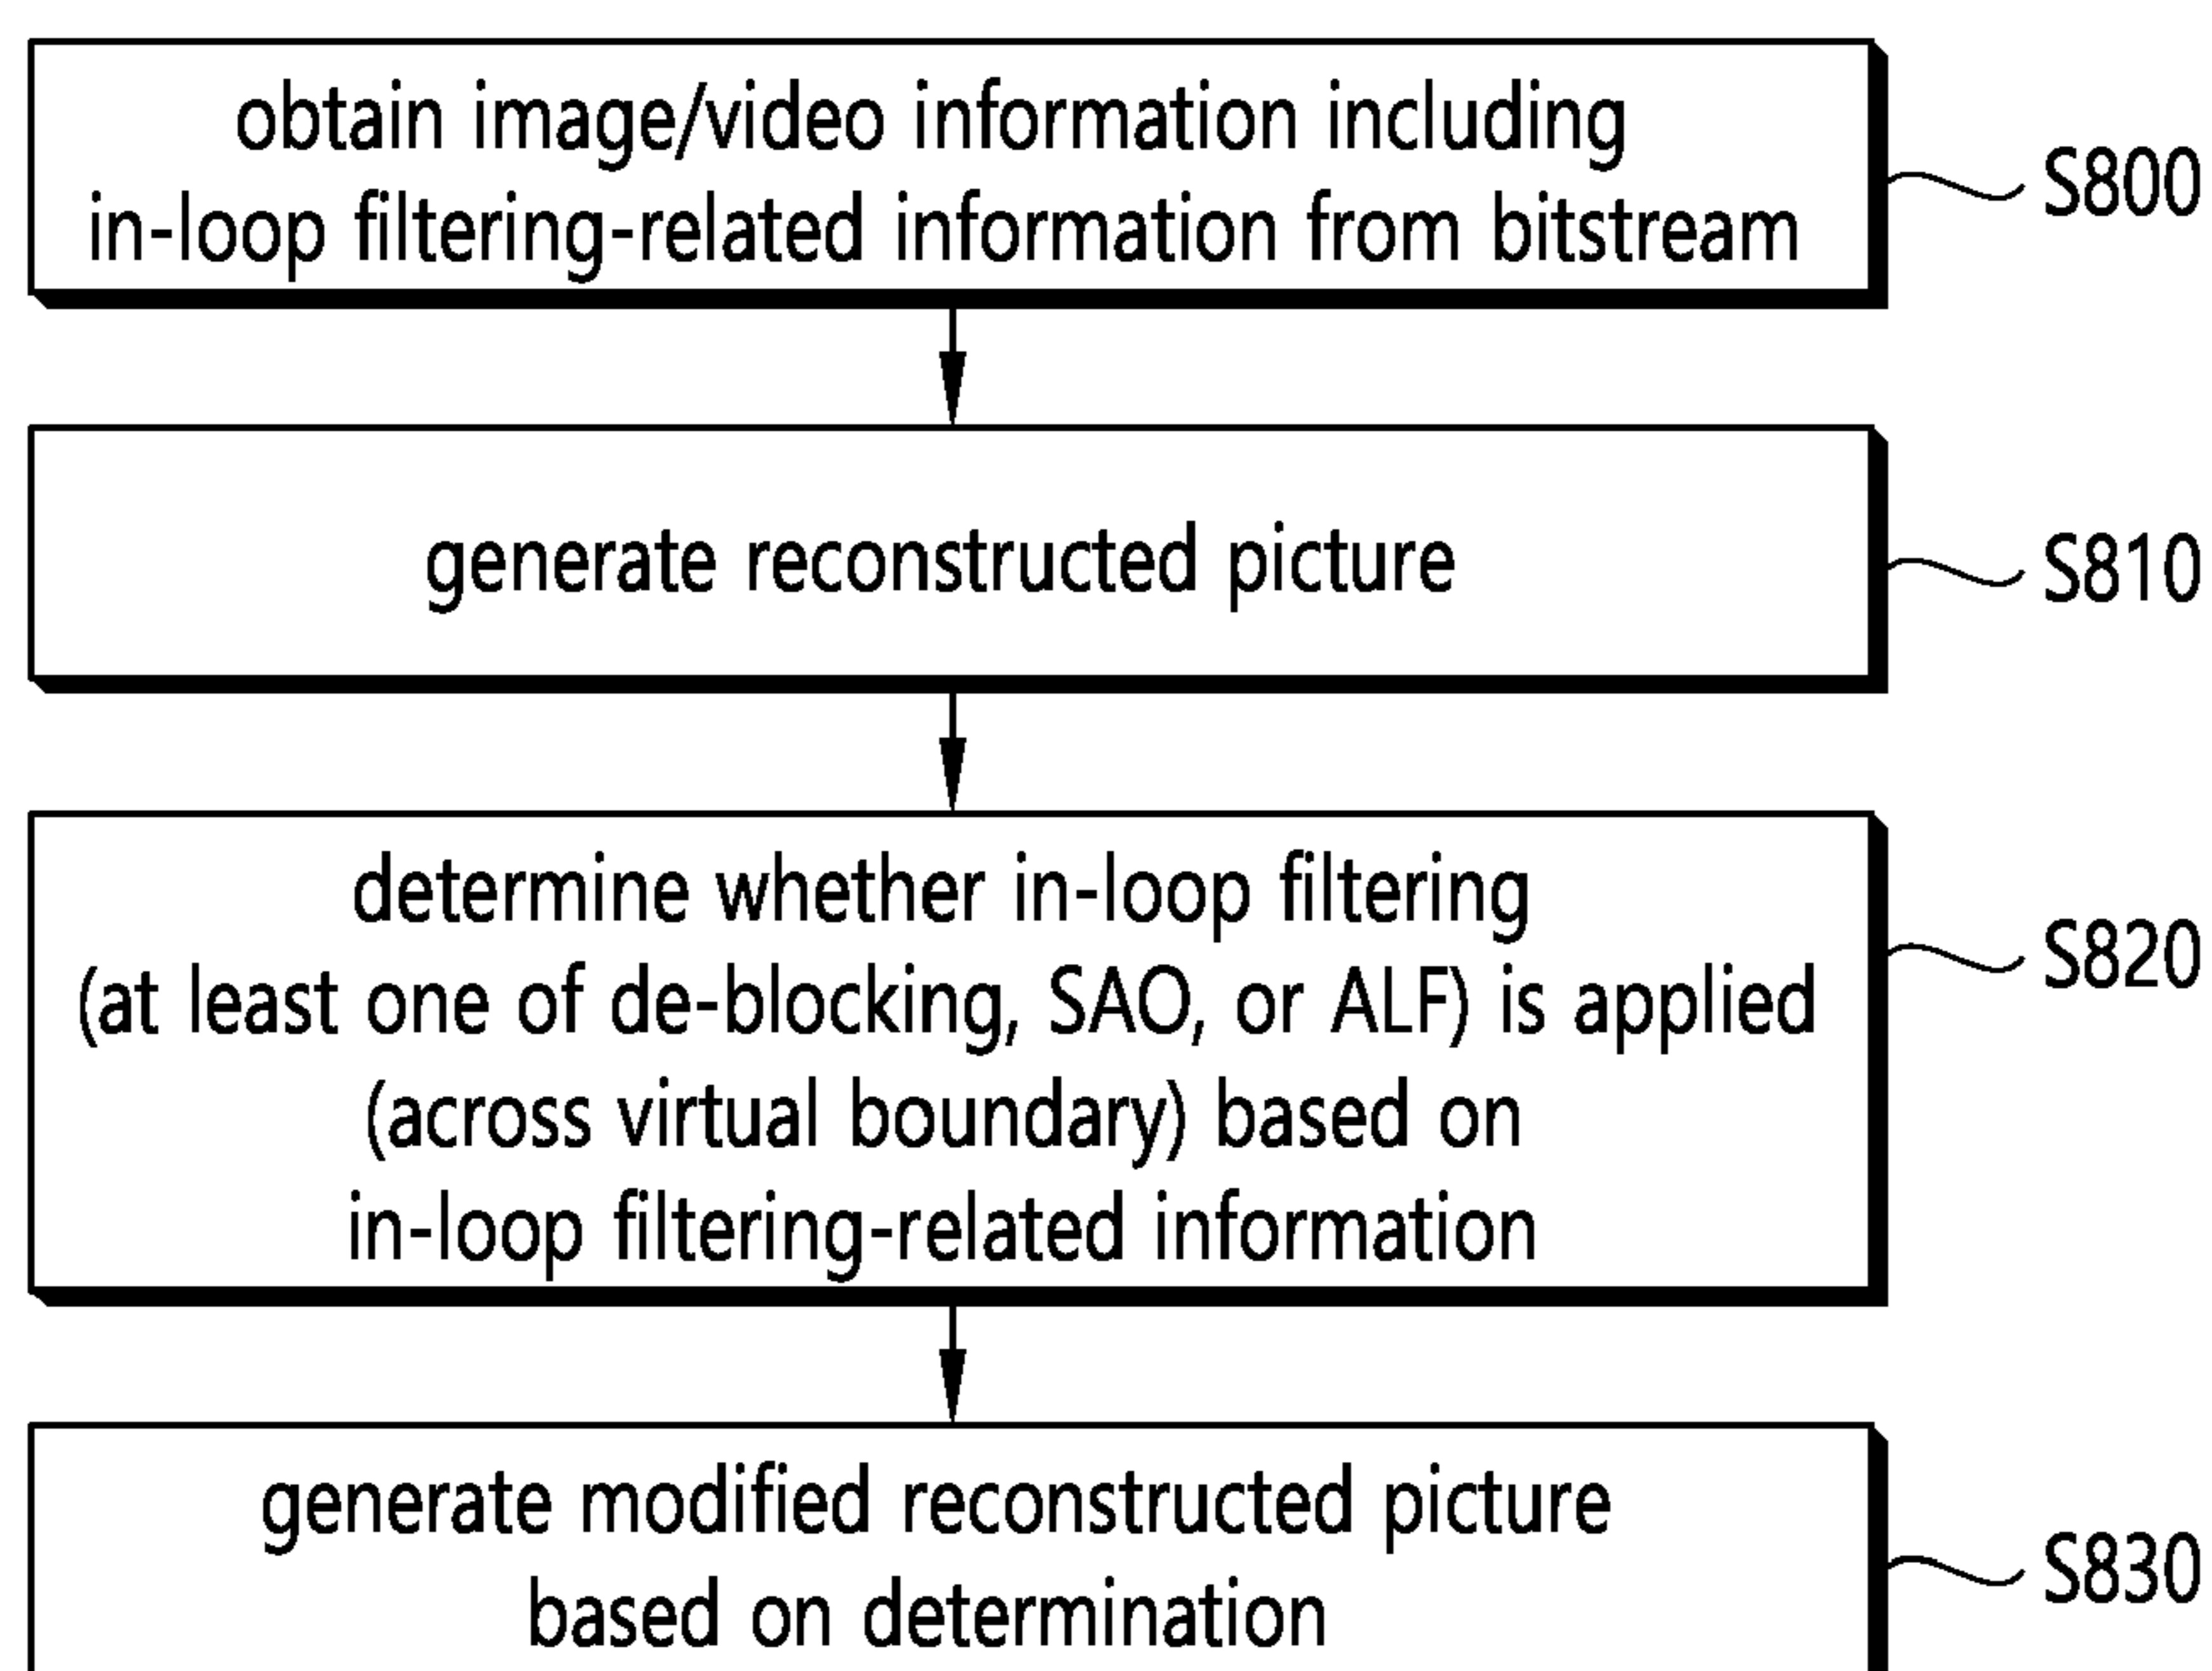 obtain image/video information including
in-loop filtering-related information from bitstream
S800
generate reconstructed picture
S810
determine whether in-loop filtering
(at least one of de-blocking, SAO, or ALF) is applied
(across virtual boundary) based on
in-loop filtering-related information
S820
generate modified reconstructed picture
based on determination
S830